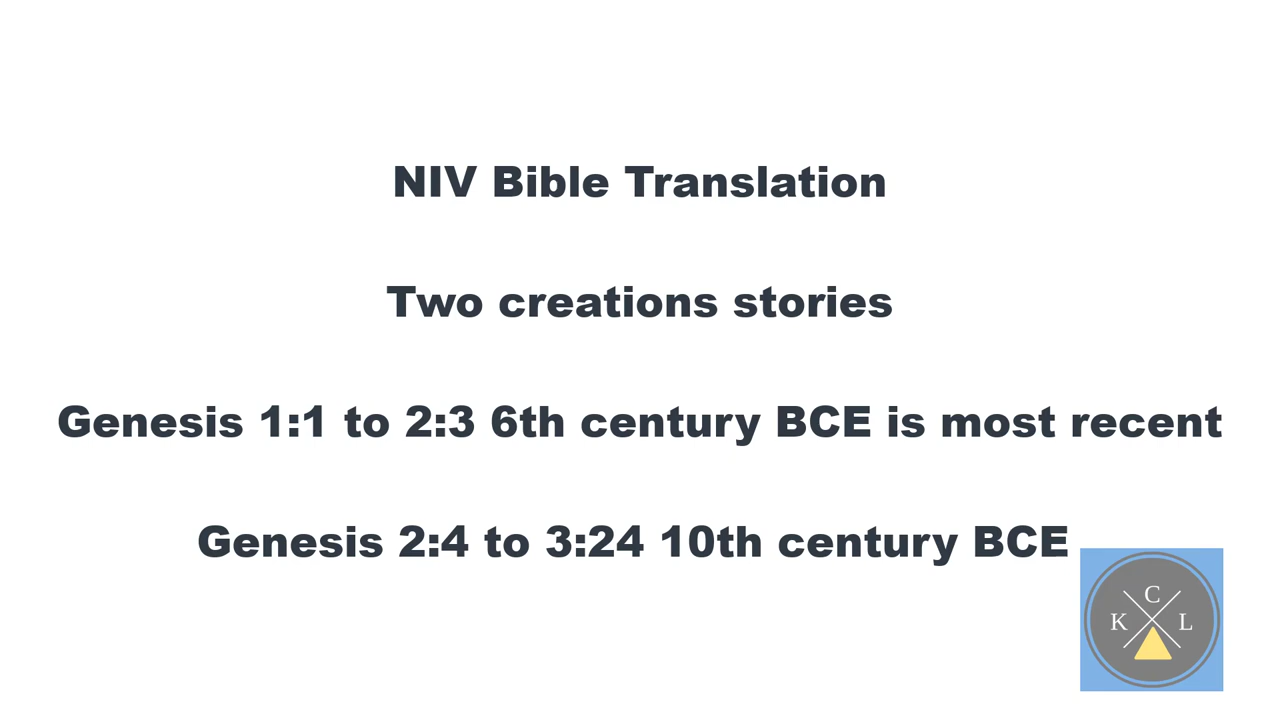 NIV Bible Translation
Two creations stories
Genesis 1:1 to 2:3 6th century BCE is most recent
Genesis 2:4 to 3:24 10th century BCE
C
K L